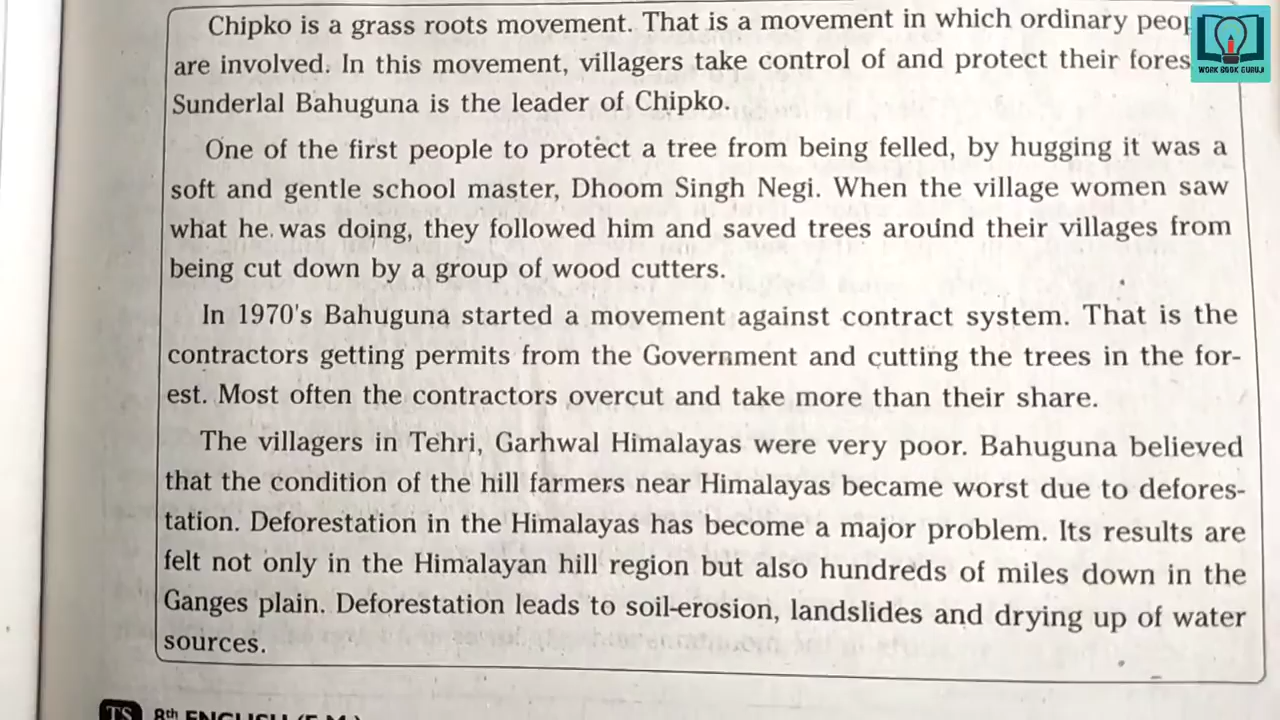 Chipko is a grass roots movement. That is a movement in which ordinary peop
are involved. In this movement, villagers take control of and protect their fores
Sunderlal Bahuguna is the leader of Chipko.
One of the first people to protect a tree from being felled, by hugging it was a
soft and gentle school master, Dhoom Singh Negi. When the village women saw
what he was doing, they followed him and saved trees around their villages from
being cut down by a group of wood cutters.
In 1970's Bahuguna started a movement against contract system. That is the
contractors getting permits from the Government and cutting the trees in the for-
est. Most often the contractors overcut and take more than their share.
The villagers in Tehri, Garhwal Himalayas were very poor. Bahuguna believed
that the condition of the hill farmers near Himalayas became worst due to defores-
tation. Deforestation in the Himalayas has become a major problem. Its results are
felt not only in the Himalayan hill region but also hundreds of miles down in the
Ganges plain. Deforestation leads to soil-erosion, landslides and drying up of water
sources.
WORK BOOK GURUJI
TS 8th ENGLISH (E.M.)